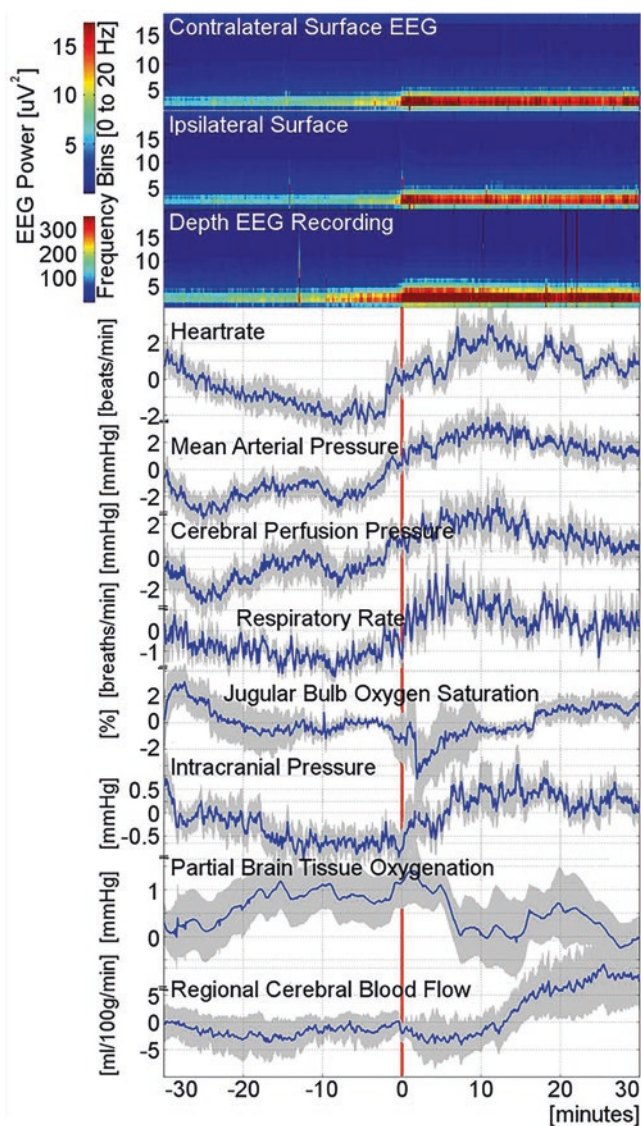 Contralateral Surface EEG
15
10
5
EEG Power [uV²]
15
10
5
Frequency Bins [0 to 20 Hz]
Ipsilateral Surface
15
10
5
Depth EEG Recording
300
200
100
15
10
5
Heartrate
[beats/min]
2
0
-2
Mean Arterial Pressure
[mmHg]
2
0
-2
Cerebral Perfusion Pressure
[mmHg]
2
0
-2
Respiratory Rate
[breaths/min]
0
-1
Jugular Bulb Oxygen Saturation
[%]
2
0
-2
Intracranial Pressure
[mmHg]
0.5
-0.5
Partial Brain Tissue Oxygenation
[mmHg]
1
0
Regional Cerebral Blood Flow
[ml/100g/min]
5
0
-5
-30 -20 -10 0 10 20 30
[minutes]